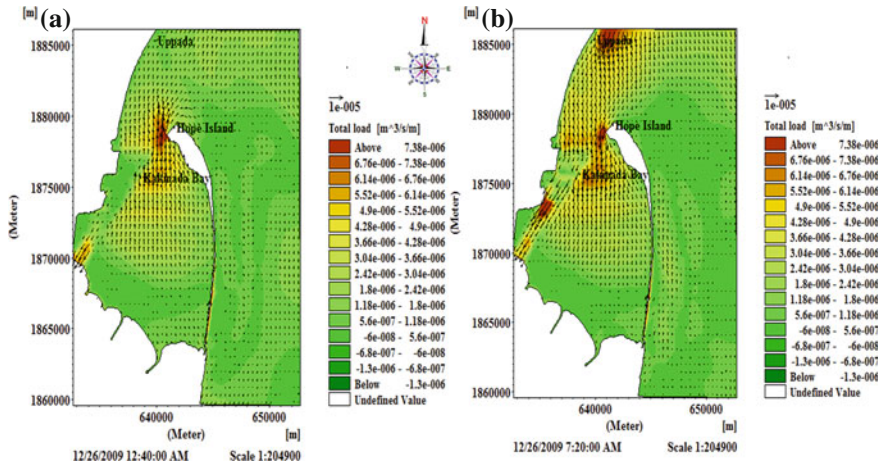 [m] (a)
1885000
1880000
1875000
(Meter)
1870000
1865000
1860000
Uppada
Hope Island
Kakinada Bay
640000 650000
(Meter) [m]
12/26/2009 12:40:00 AM Scale 1:204900
N
W E
S
1e-005
Total load [m^3/s/m]
Above 7.38e-006
6.76e-006 - 7.38e-006
6.14e-006 - 6.76e-006
5.52e-006 - 6.14e-006
4.9e-006 - 5.52e-006
4.28e-006 - 4.9e-006
3.66e-006 - 4.28e-006
3.04e-006 - 3.66e-006
2.42e-006 - 3.04e-006
1.8e-006 - 2.42e-006
1.18e-006 - 1.8e-006
5.6e-007 - 1.18e-006
-6e-008 - 5.6e-007
-6.8e-007 - -6e-008
-1.3e-006 - -6.8e-007
Below -1.3e-006
Undefined Value
[m] (b)
1885000
1880000
1875000
(Meter)
1870000
1865000
1860000
Uppada
Hope Island
Kakinada Bay
640000 650000
(Meter) [m]
12/26/2009 7:20:00 AM Scale 1:204900
1e-005
Total load [m^3/s/m]
Above 7.38e-006
6.76e-006 - 7.38e-006
6.14e-006 - 6.76e-006
5.52e-006 - 6.14e-006
4.9e-006 - 5.52e-006
4.28e-006 - 4.9e-006
3.66e-006 - 4.28e-006
3.04e-006 - 3.66e-006
2.42e-006 - 3.04e-006
1.8e-006 - 2.42e-006
1.18e-006 - 1.8e-006
5.6e-007 - 1.18e-006
-6e-008 - 5.6e-007
-6.8e-007 - -6e-008
-1.3e-006 - -6.8e-007
Below -1.3e-006
Undefined Value